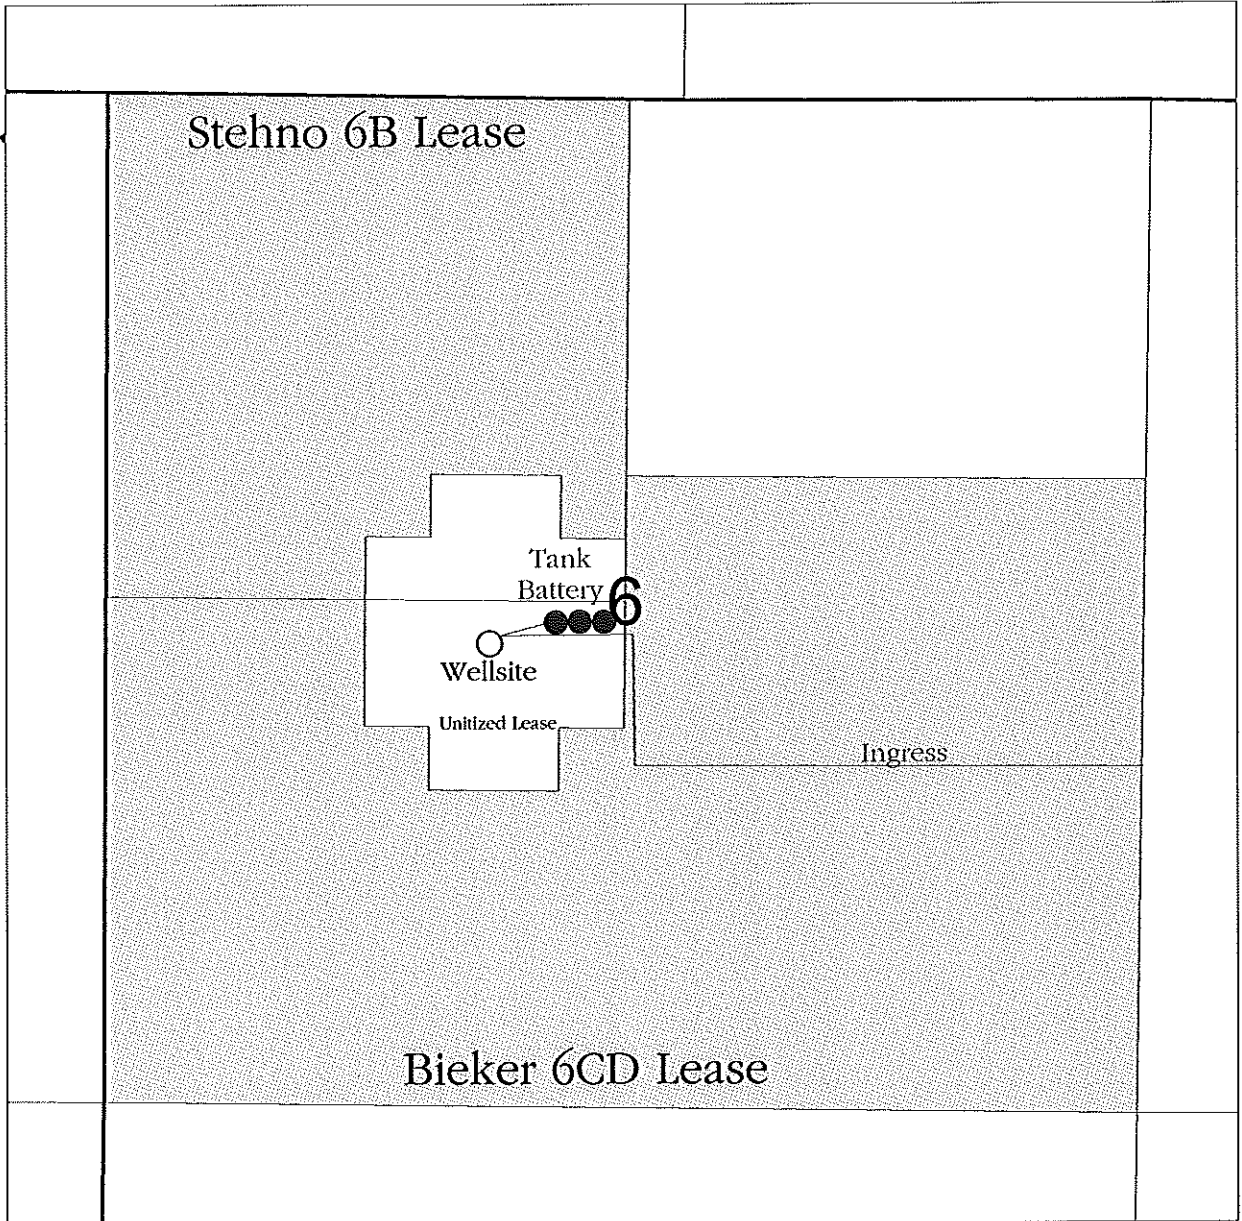 Stehno 6B Lease
Tank
Battery
6
Wellsite
Unitized Lease
Ingress
Bieker 6CD Lease